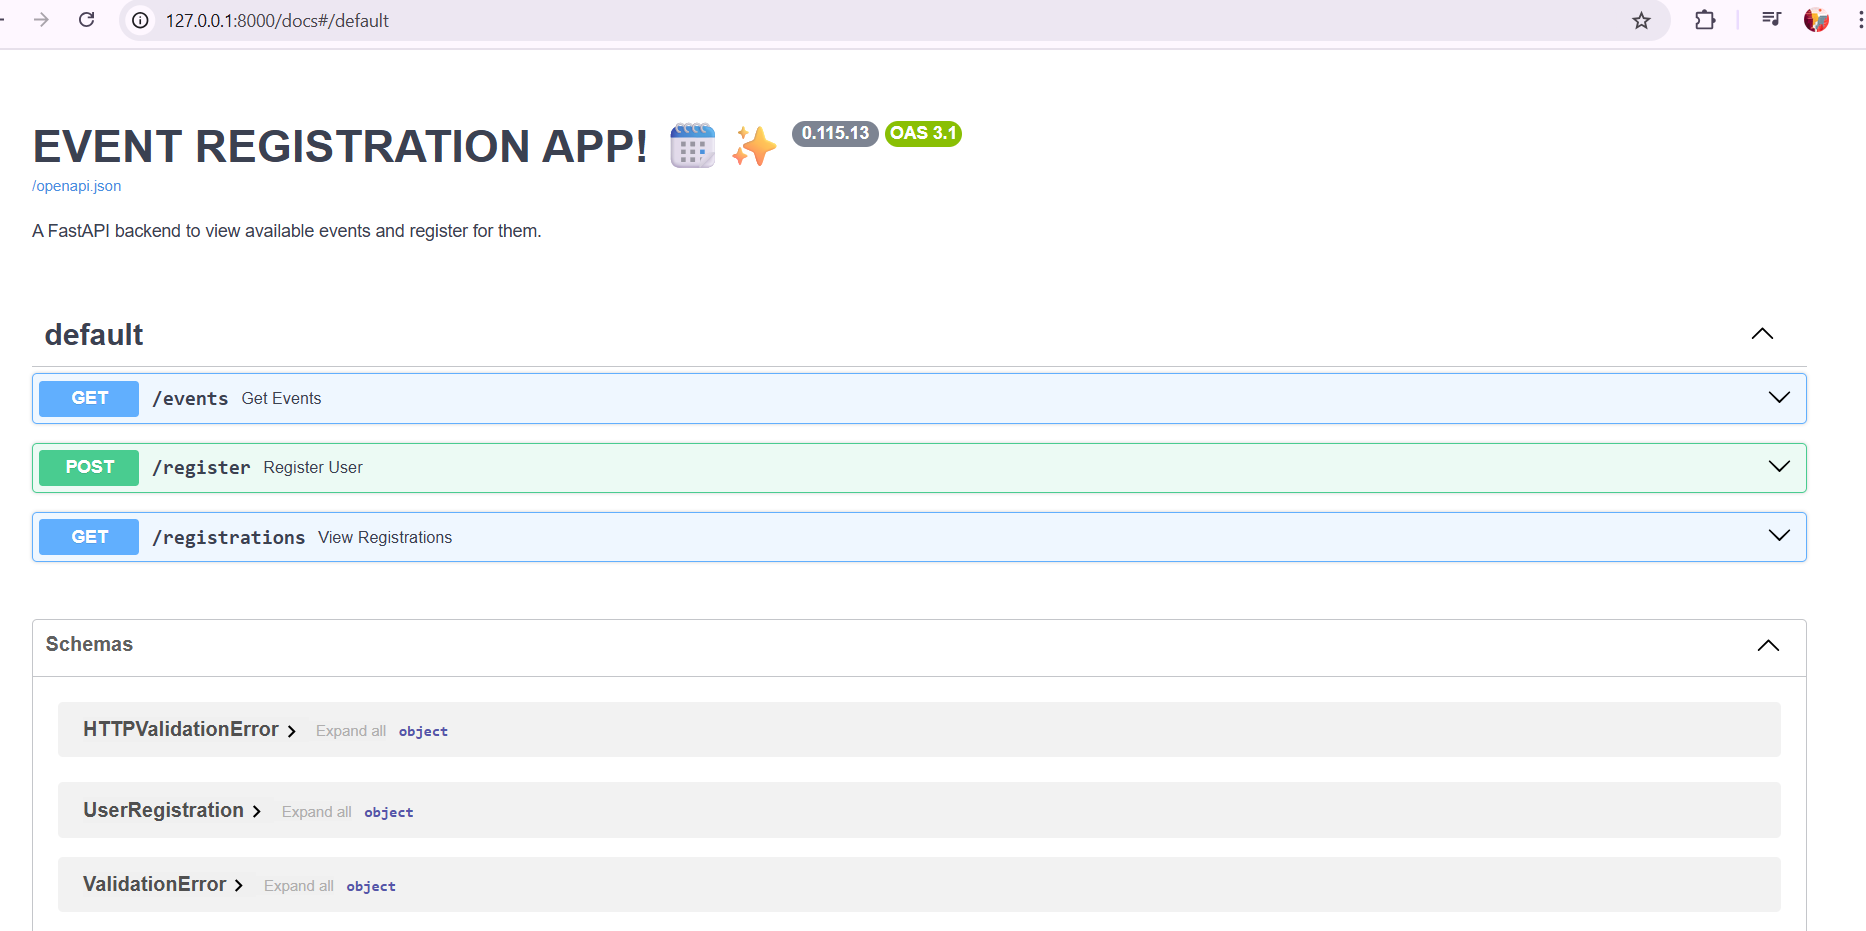 127.0.0.1:8000/docs#/default
EVENT REGISTRATION APP! 0.115.13 OAS 3.1
/openapi.json
A FastAPI backend to view available events and register for them.
default
GET /events Get Events
POST /register Register User
GET /registrations View Registrations
Schemas
HTTPValidationError Expand all object
UserRegistration Expand all object
ValidationError Expand all object